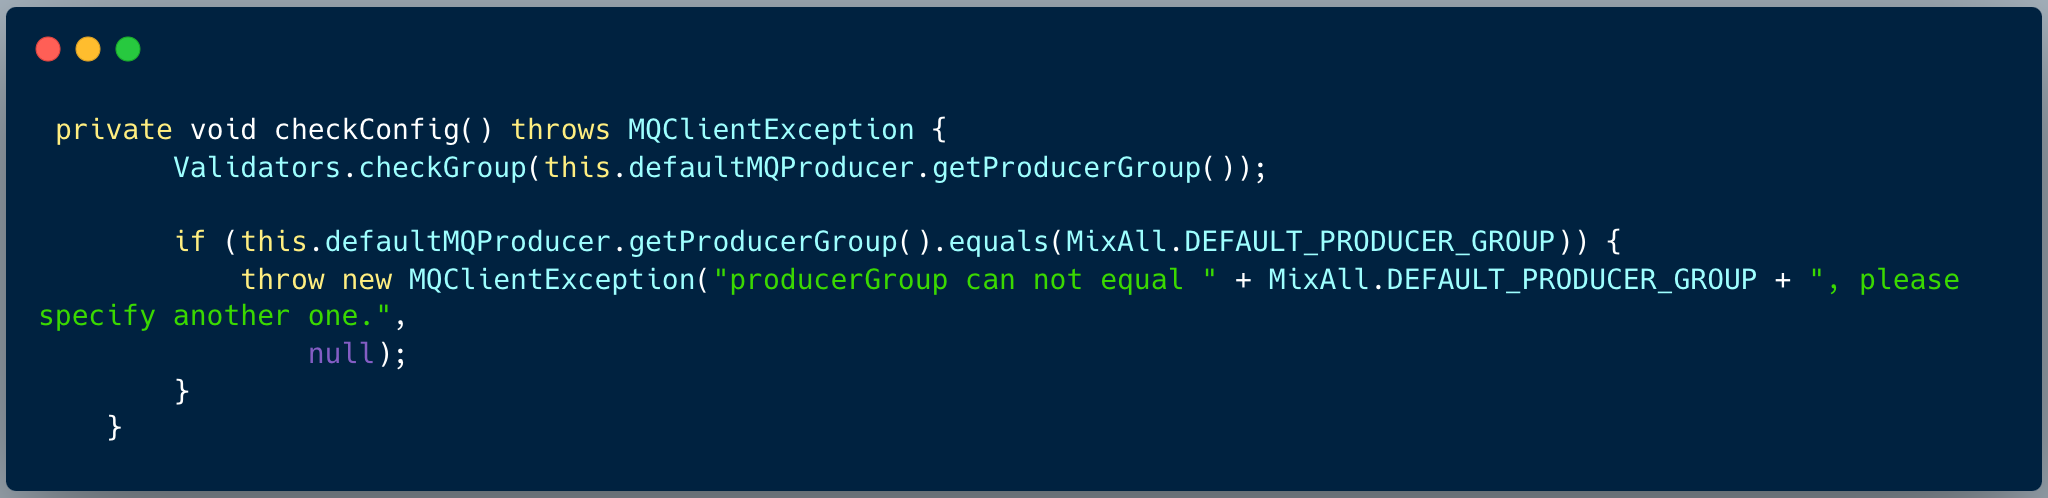 private void checkConfig() throws MQClientException {
        Validators.checkGroup(this.defaultMQProducer.getProducerGroup());

        if (this.defaultMQProducer.getProducerGroup().equals(MixAll.DEFAULT_PRODUCER_GROUP)) {
            throw new MQClientException("producerGroup can not equal " + MixAll.DEFAULT_PRODUCER_GROUP + ", please
specify another one.",
                null);
        }
    }